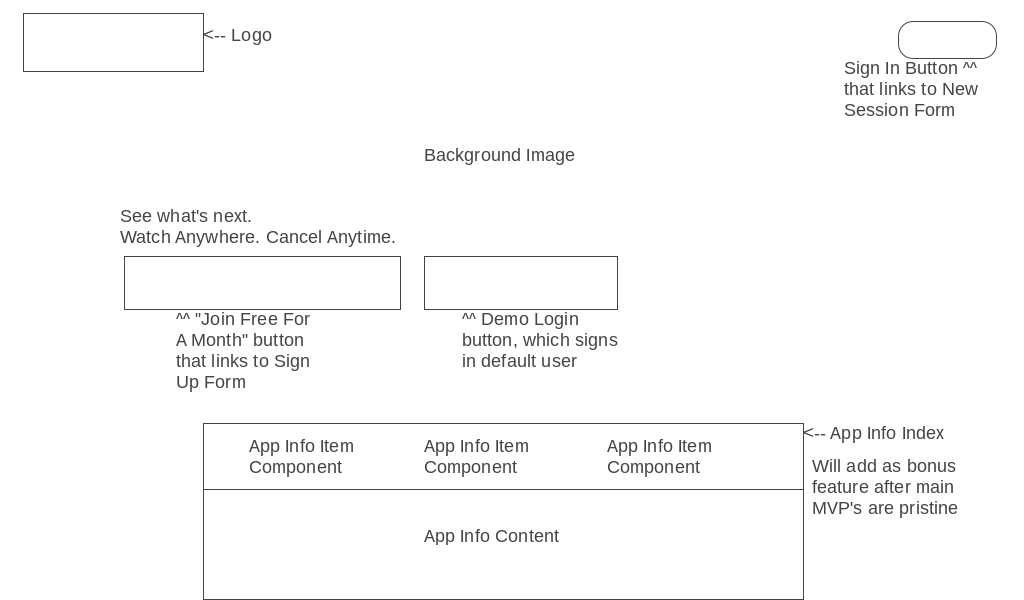 <-- Logo
Sign In Button ^^
that links to New
Session Form
Background Image
See what's next.
Watch Anywhere. Cancel Anytime.
^^ "Join Free For
A Month" button
that links to Sign
Up Form
^^ Demo Login
button, which signs
in default user
<-- App Info Index
App Info Item
Component
App Info Item
Component
App Info Item
Component
Will add as bonus
feature after main
MVP's are pristine
App Info Content